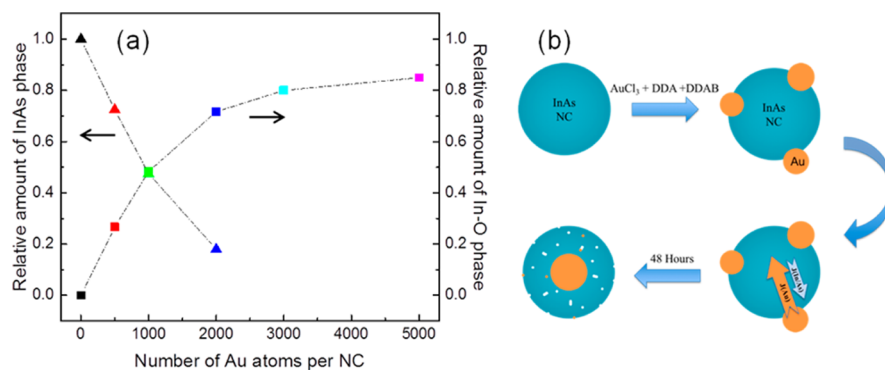 (a)
Relative amount of InAs phase
1.0
0.8
0.6
0.4
0.2
0.0
1.0
0.8
0.6
0.4
0.2
0.0
Relative amount of In-O phase
0 1000 2000 3000 4000 5000
Number of Au atoms per NC
(b)
InAs
NC
AuCl3 + DDA +DDAB
InAs
NC
Au
48 Hours
J(Au)
J(InAs)